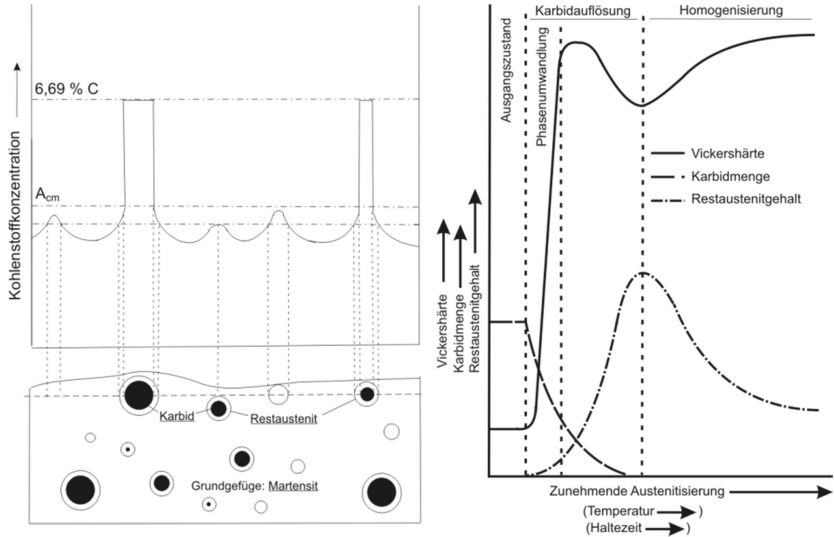 Kohlenstoffkonzentration
6,69 % C
Acm
Karbid
Restaustenit
Grundgefüge: Martensit
Karbidauflösung
Homogenisierung
Ausgangszustand
Phasenumwandlung
Vickershärte
Karbidmenge
Restaustenitgehalt
Vickershärte
Karbidmenge
Restaustenitgehalt
Zunehmende Austenitisierung
(Temperatur )
(Haltezeit )